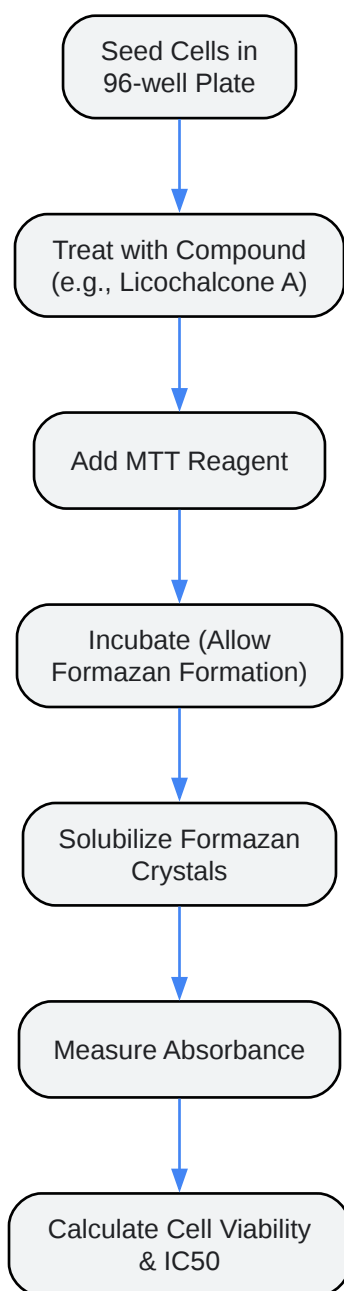 Seed Cells in
96-well Plate
Treat with Compound
(e.g., Licochalcone A)
Add MTT Reagent
Incubate (Allow
Formazan Formation)
Solubilize Formazan
Crystals
Measure Absorbance
Calculate Cell Viability
& IC50